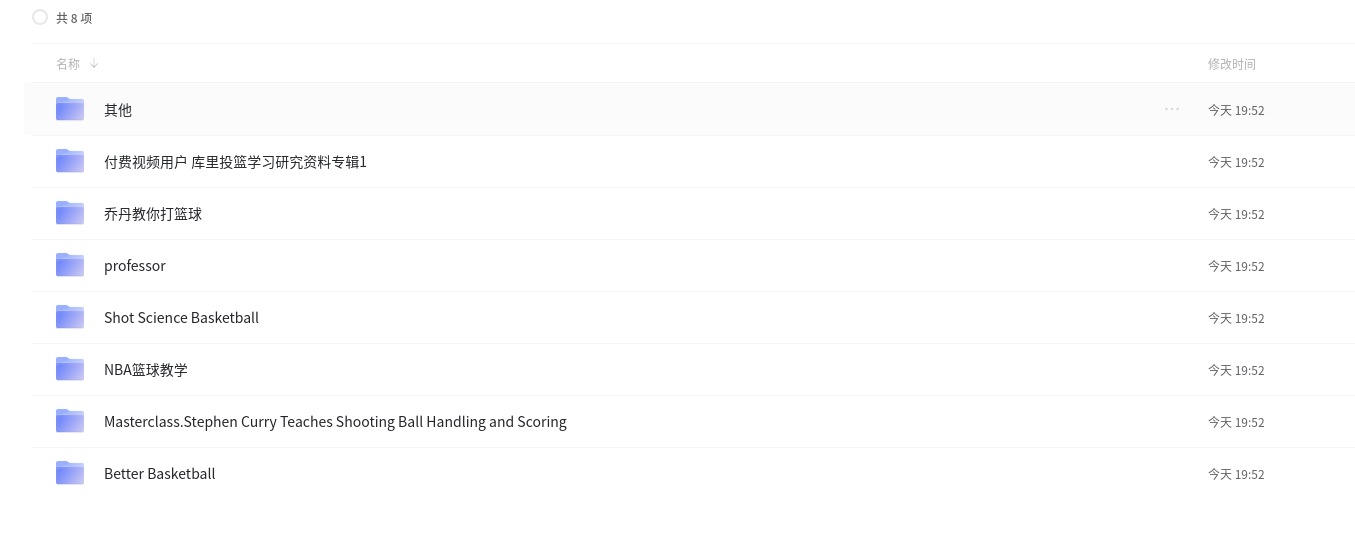 共 8 项
名称 修改时间
其他 今天 19:52
付费视频用户 库里投篮学习研究资料专辑1 今天 19:52
乔丹教你打篮球 今天 19:52
professor 今天 19:52
Shot Science Basketball 今天 19:52
NBA篮球教学 今天 19:52
Masterclass.Stephen Curry Teaches Shooting Ball Handling and Scoring 今天 19:52
Better Basketball 今天 19:52